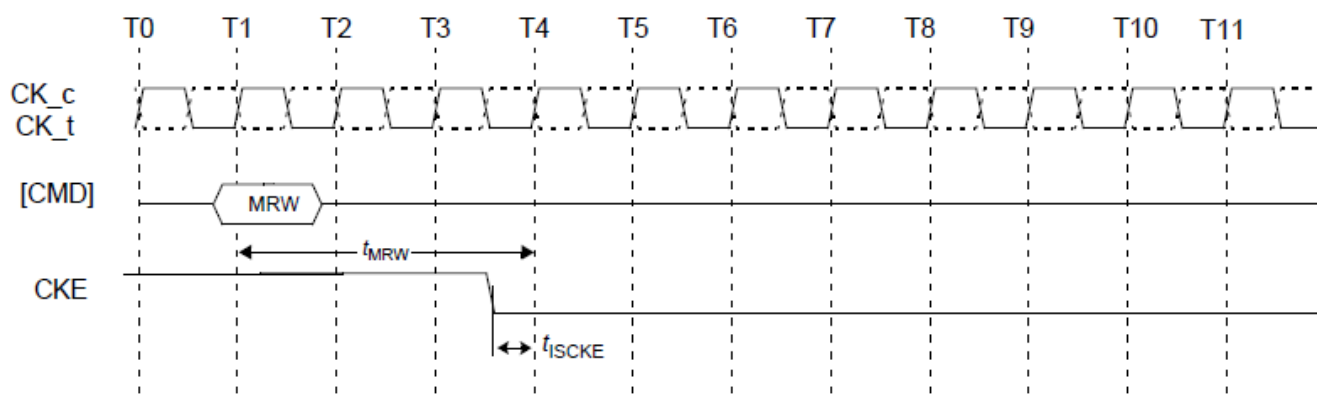 T0 T1 T2 T3 T4 T5 T6 T7 T8 T9 T10 T11
CK_c
CK_t
[CMD] MRW
tMRW
CKE
tISCKE